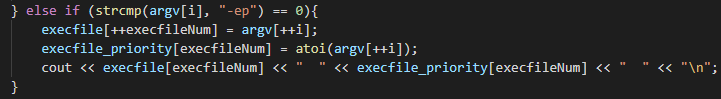 } else if (strcmp(argv[i], "-ep") == 0){
execfile[++execfileNum] = argv[++i];
execfile_priority[execfileNum] = atoi(argv[++i]);
cout << execfile[execfileNum] << "  " << execfile_priority[execfileNum] << "  " << "\n";
}